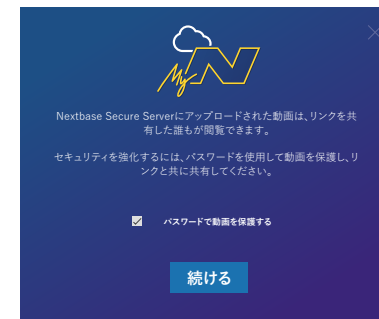 My N
Nextbase Secure Serverにアップロードされた動画は、リンクを共
有した誰もが閲覧できます。
セキュリティを強化するには、パスワードを使用して動画を保護し、リ
ンクと共に共有してください。
パスワードで動画を保護する
続ける